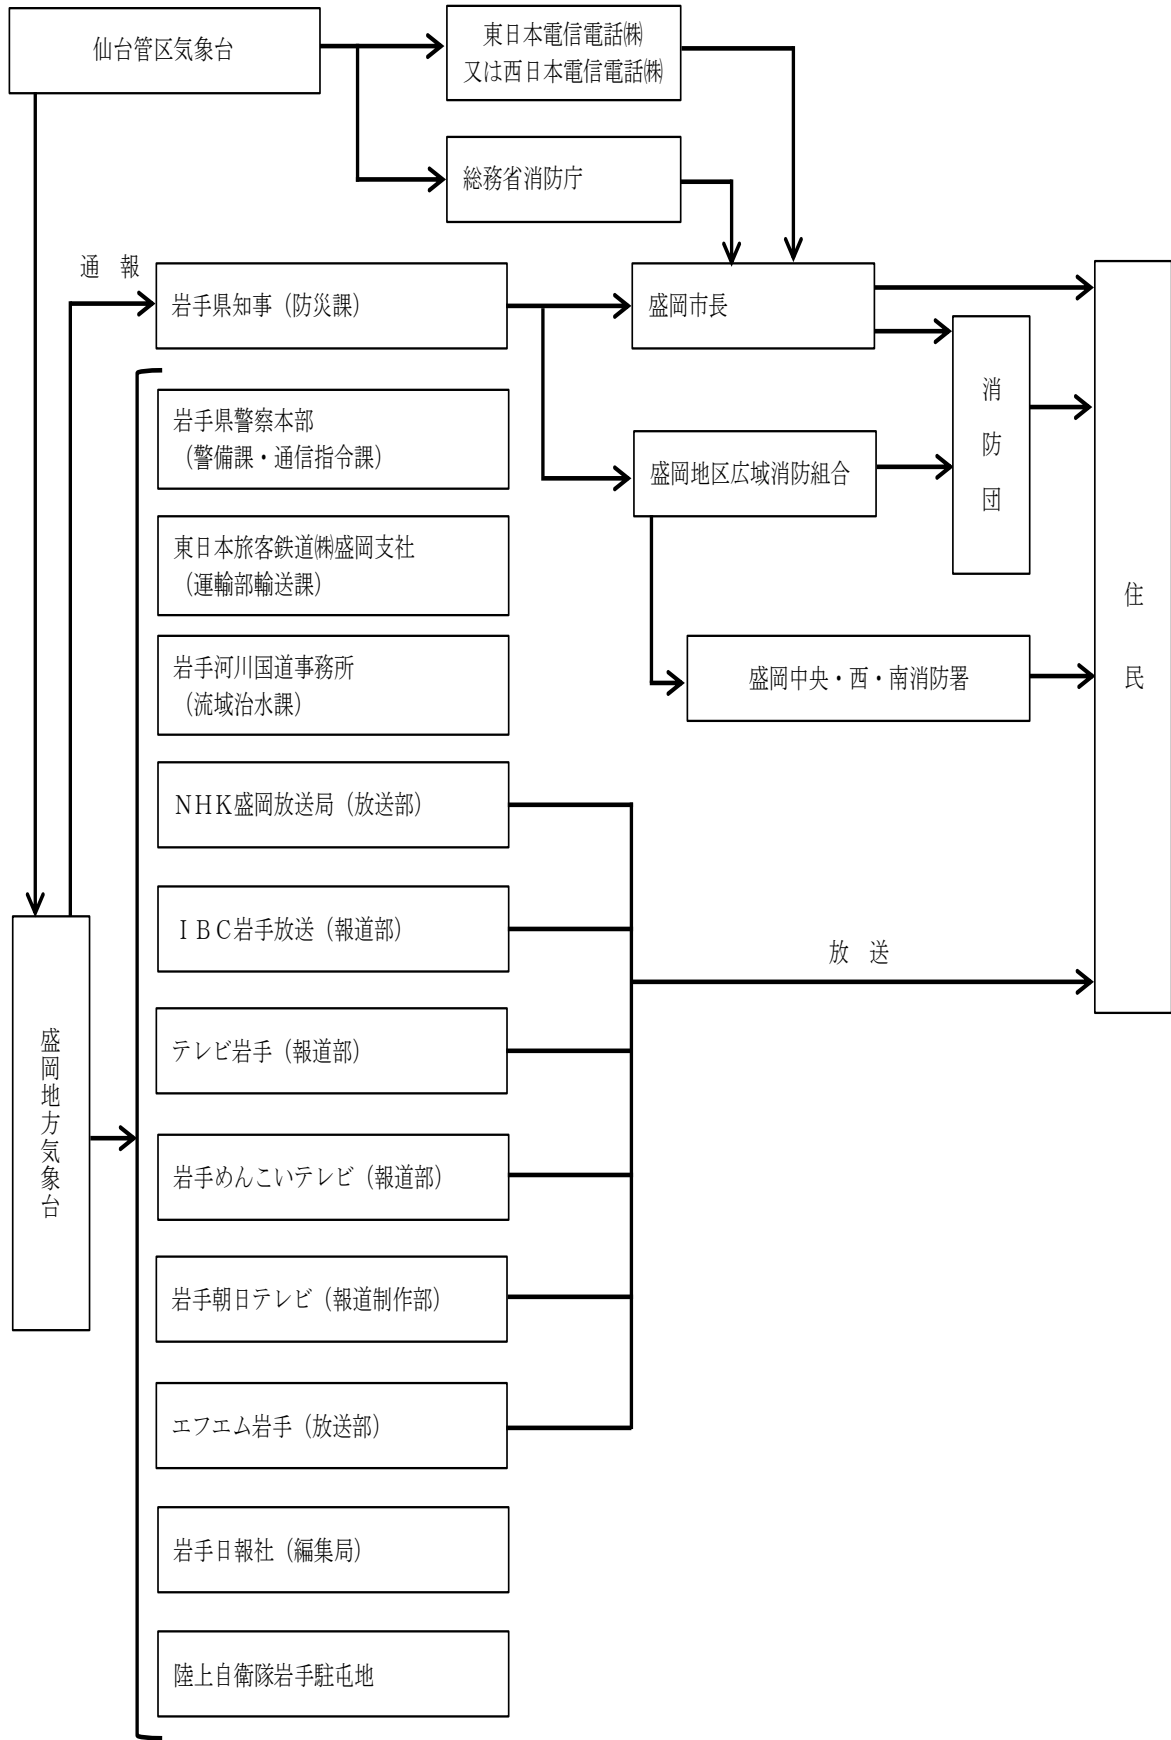 仙台管区気象台
東日本電信電話㈱
又は西日本電信電話㈱
総務省消防庁
通　報
岩手県知事（防災課）
盛岡市長
消防団
住民
岩手県警察本部
（警備課・通信指令課）
盛岡地区広域消防組合
東日本旅客鉄道㈱盛岡支社
（運輸部輸送課）
岩手河川国道事務所
（流域治水課）
盛岡中央・西・南消防署
ＮＨＫ盛岡放送局（放送部）
ＩＢＣ岩手放送（報道部）
放　送
盛岡地方気象台
テレビ岩手（報道部）
岩手めんこいテレビ（報道部）
岩手朝日テレビ（報道制作部）
エフエム岩手（放送部）
岩手日報社（編集局）
陸上自衛隊岩手駐屯地